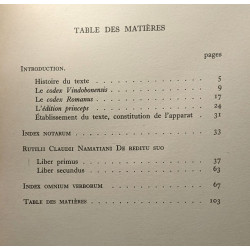 TABLE DES MATIÈRES
pages
INTRODUCTION.
Histoire du texte . . . . . . . . . . . . 5
Le codex Vindobonensis . . . . . . . . . . 9
Le codex Romanus . . . . . . . . . . . . 17
L'édition princeps . . . . . . . . . . . . 24
Établissement du texte, constitution de l'apparat . 31
INDEX NOTARUM . . . . . . . . . . . . 33
RUTILII CLAUDII NAMATIANI DE REDITU SUO
Liber primus . . . . . . . . . . . . 37
Liber secundus . . . . . . . . . . . . 63
INDEX OMNIUM VERBORUM . . . . . . . . . . 67
TABLE DES MATIÈRES . . . . . . . . . . . . 103